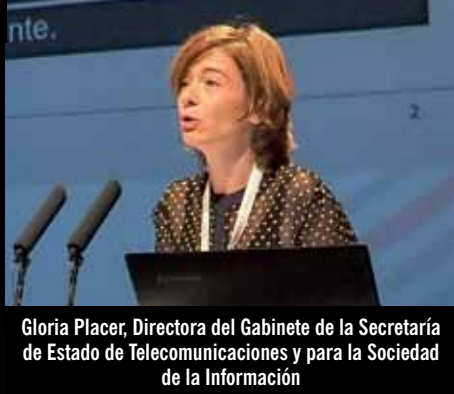 nte.
2
Gloria Placer, Directora del Gabinete de la Secretaría
de Estado de Telecomunicaciones y para la Sociedad
de la Información